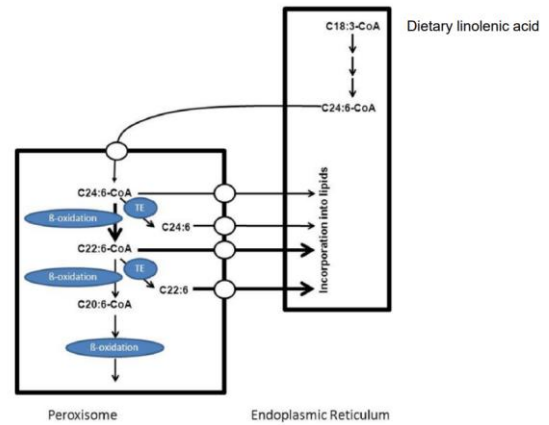 C18:3-CoA
Dietary linolenic acid
C24:6-CoA
C24:6-CoA
TE
ß-oxidation
C24:6
C22:6-CoA
TE
ß-oxidation
C22:6
C20:6-CoA
ß-oxidation
Incorporation into lipids
Peroxisome
Endoplasmic Reticulum